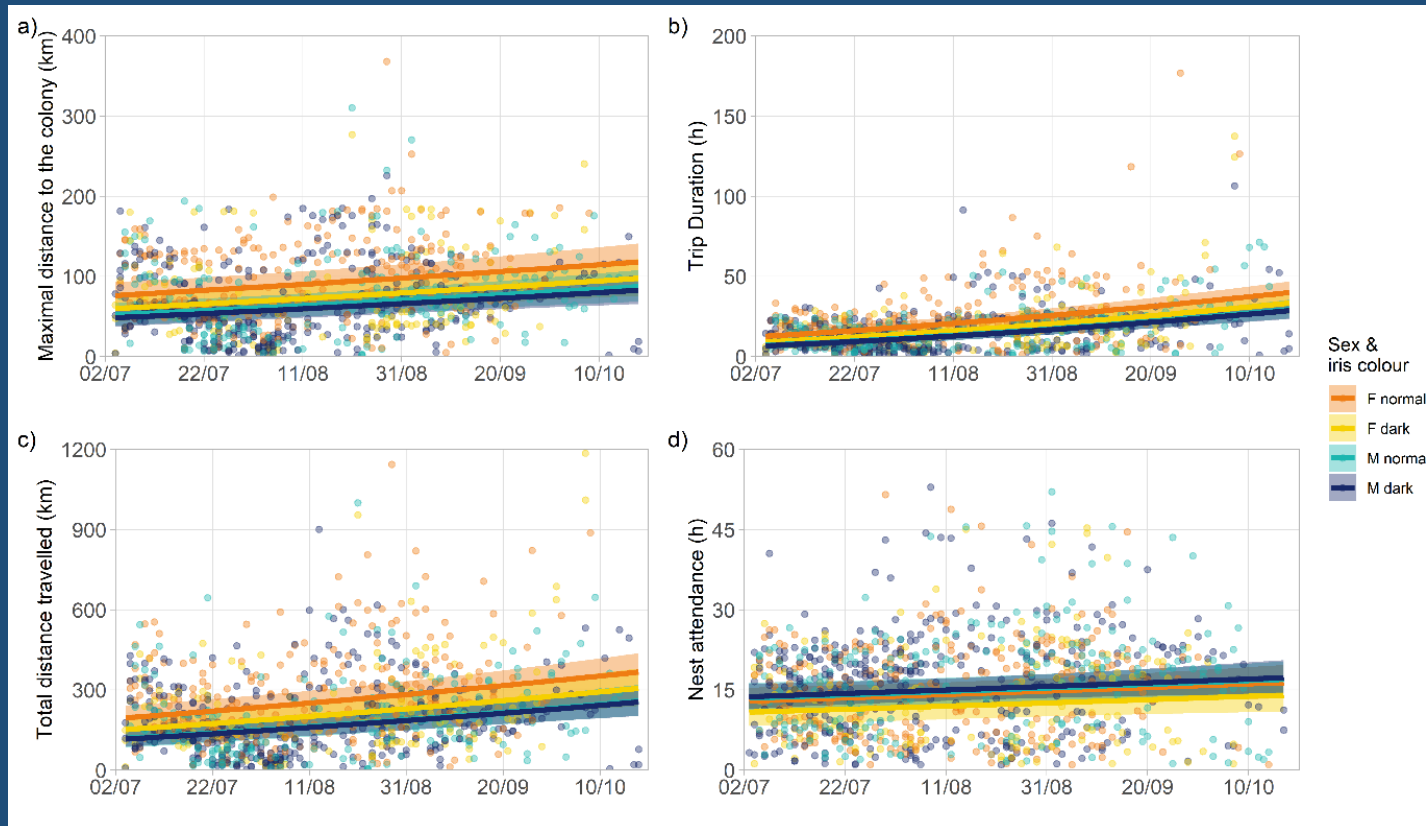 a)
Maximal distance to the colony (km)
400
300
200
100
0
02/07 22/07 11/08 31/08 20/09 10/10
b)
Trip Duration (h)
200
150
100
50
0
02/07 22/07 11/08 31/08 20/09 10/10
c)
Total distance travelled (km)
1200
900
600
300
0
02/07 22/07 11/08 31/08 20/09 10/10
d)
Nest attendance (h)
60
45
30
15
0
02/07 22/07 11/08 31/08 20/09 10/10
Sex &
iris colour
F normal
F dark
M normal
M dark